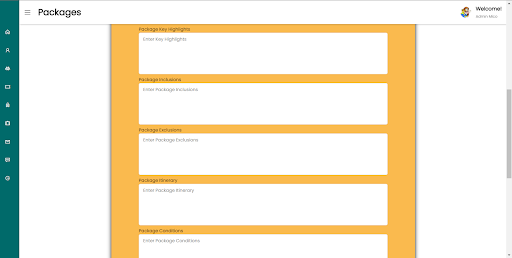 Packages
Welcome!
Admin Nico
Package Key Highlights
Enter Key Highlights
Package Inclusions
Enter Package Inclusions
Package Exclusions
Enter Package Exclusions
Package Itinerary
Enter Package Itinerary
Package Conditions
Enter Package Conditions